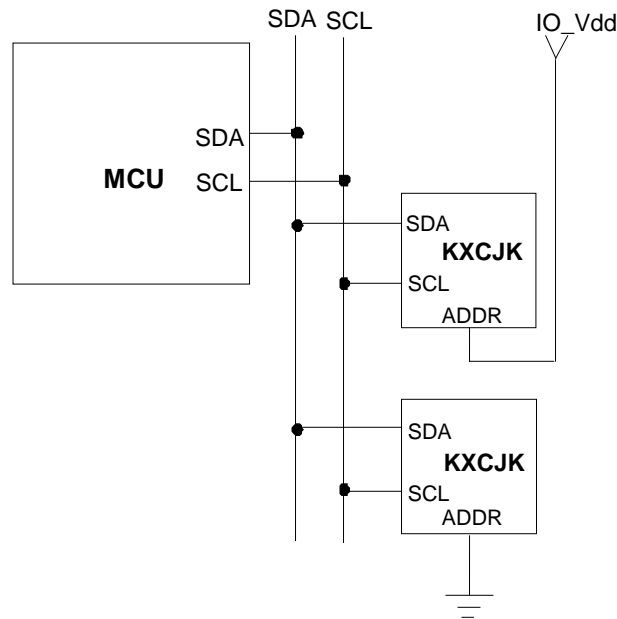 SDA SCL
IO_Vdd
SDA
MCU
SCL
SDA
KXCJK
SCL
ADDR
SDA
KXCJK
SCL
ADDR